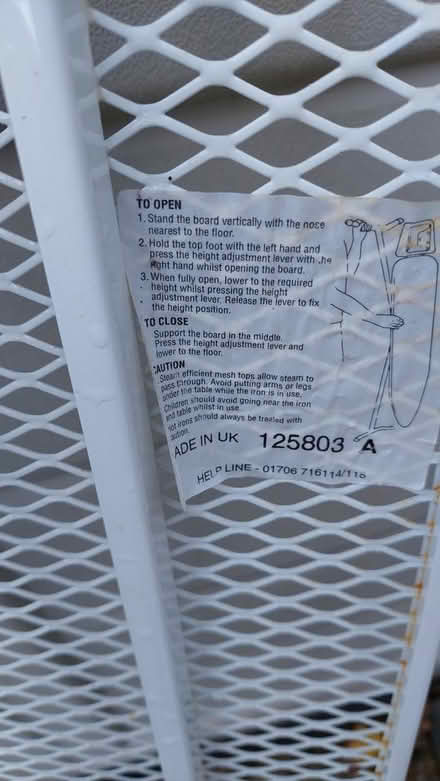 TO OPEN
1. Stand the board vertically with the nose
nearest to the floor.
2. Hold the top foot with the left hand and
press the height adjustment lever with .he
right hand whilst opening the board.
3. When fully open, lower to the required
height whilst pressing the height
adjustment lever. Release the lever to fix
the height position.
TO CLOSE
Support the board in the middle.
Press the height adjustment lever and
lower to the floor.
CAUTION
Steam efficient mesh tops allow steam to
pass through. Avoid putting arms or legs
under the table while the iron is in use.
Children should avoid going near the iron
and table whilst in use.
Hot irons should always be treated with
caution.
ADE IN UK 125803 A
HELP LINE - 01706 716114/116